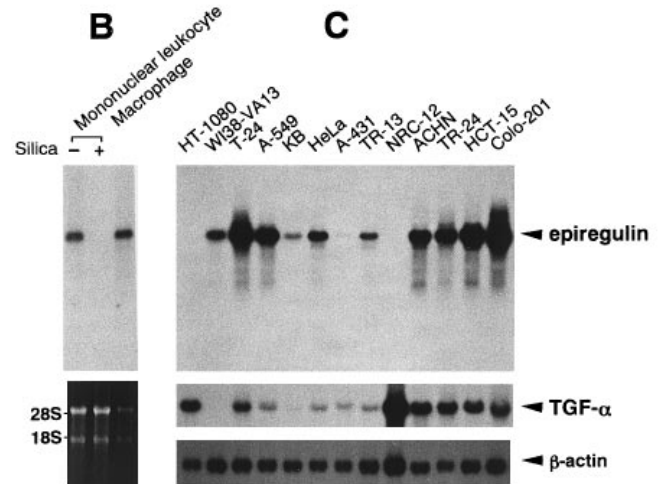 B
C
Mononuclear leukocyte
Macrophage
Silica − +
HT-1080
WI38-VA13
T-24
A-549
KB
HeLa
A-431
TR-13
NRC-12
ACHN
TR-24
HCT-15
Colo-201
epiregulin
28S
18S
TGF-α
β-actin